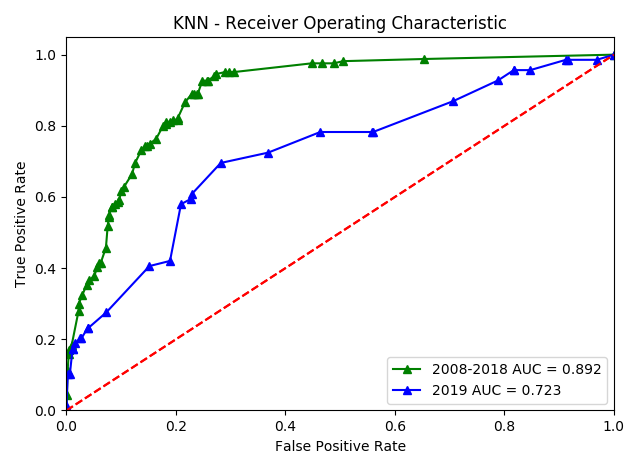 KNN - Receiver Operating Characteristic
True Positive Rate
1.0
0.8
0.6
0.4
0.2
0.0
0.0 0.2 0.4 0.6 0.8 1.0
False Positive Rate
2008-2018 AUC = 0.892
2019 AUC = 0.723